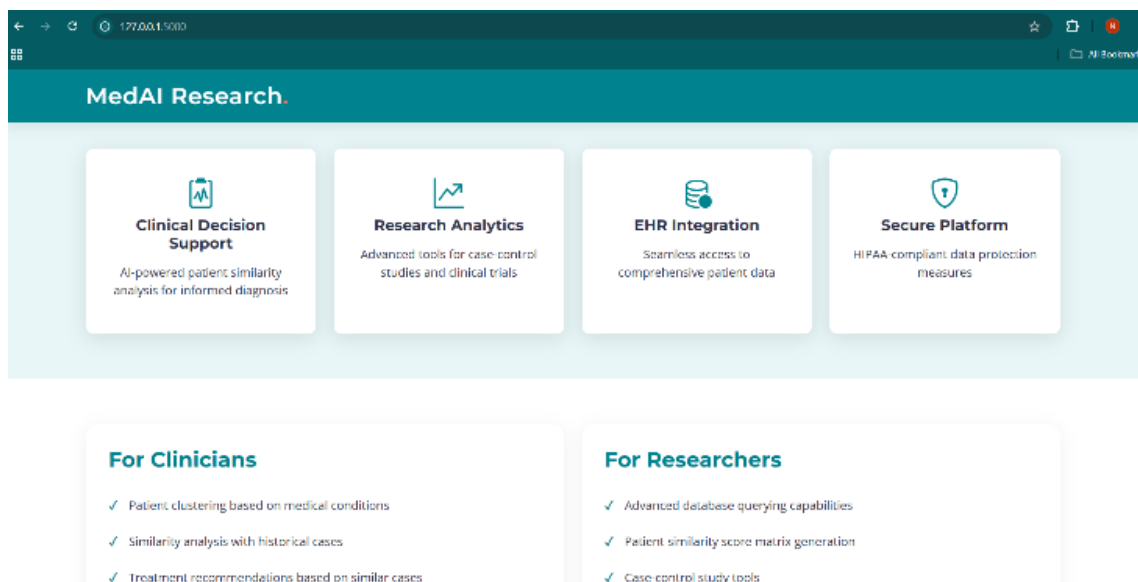 127.0.0.1:5000
N
All Bookmar
MedAI Research.
Clinical Decision
Support
AI-powered patient similarity
analysis for informed diagnosis
Research Analytics
Advanced tools for case-control
studies and clinical trials
EHR Integration
Seamless access to
comprehensive patient data
Secure Platform
HIPAA-compliant data protection
measures
For Clinicians
✓ Patient clustering based on medical conditions
✓ Similarity analysis with historical cases
✓ Treatment recommendations based on similar cases
For Researchers
✓ Advanced database querying capabilities
✓ Patient similarity score matrix generation
✓ Case-control study tools